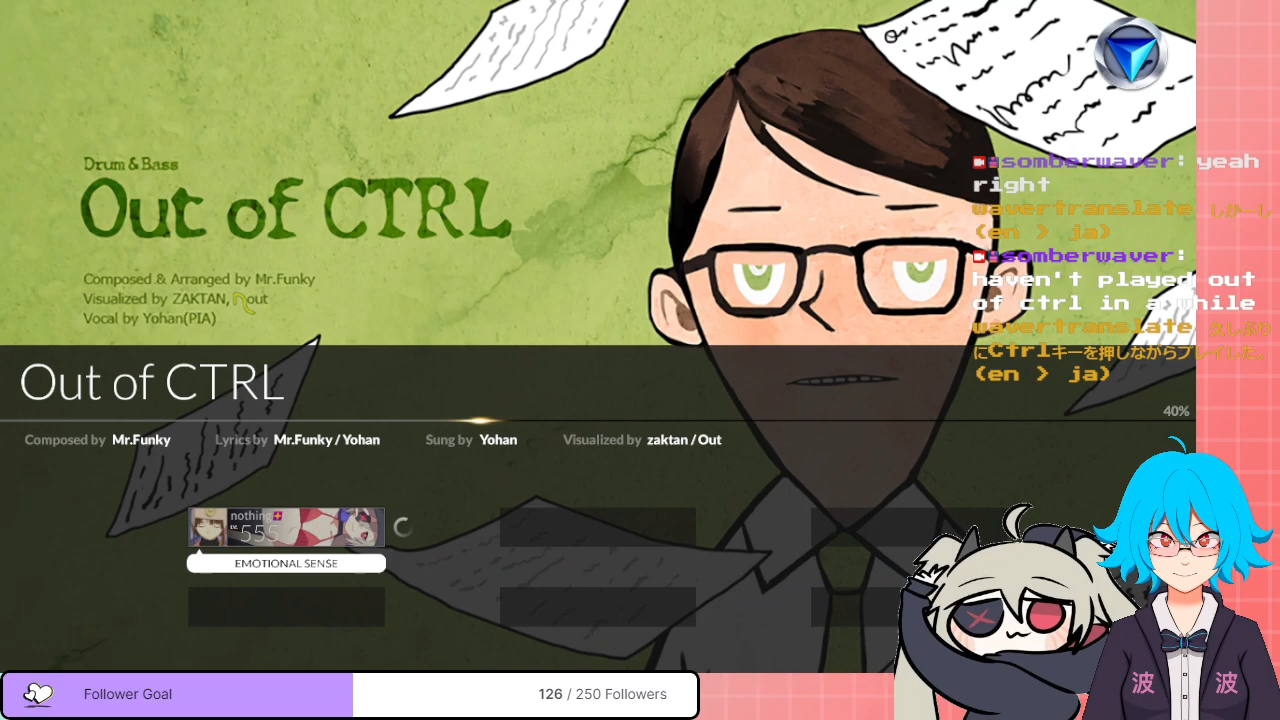 Drum & Bass
Out of CTRL
Composed & Arranged by Mr.Funky
Visualized by ZAKTAN, out
Vocal by Yohan(PIA)
somberwaver: yeah
right
wavertranslate しかーし
(en > ja)
somberwaver:
haven't played out
of ctrl in a while
wavertranslate 久しぶり
にCtrlキーを押しながらプレイした。
(en > ja)
Out of CTRL
40%
Composed by Mr.Funky
Lyrics by Mr.Funky / Yohan
Sung by Yohan
Visualized by zaktan / Out
nothing
Lv. 555
EMOTIONAL SENSE
波 波
Follower Goal
126 / 250 Followers